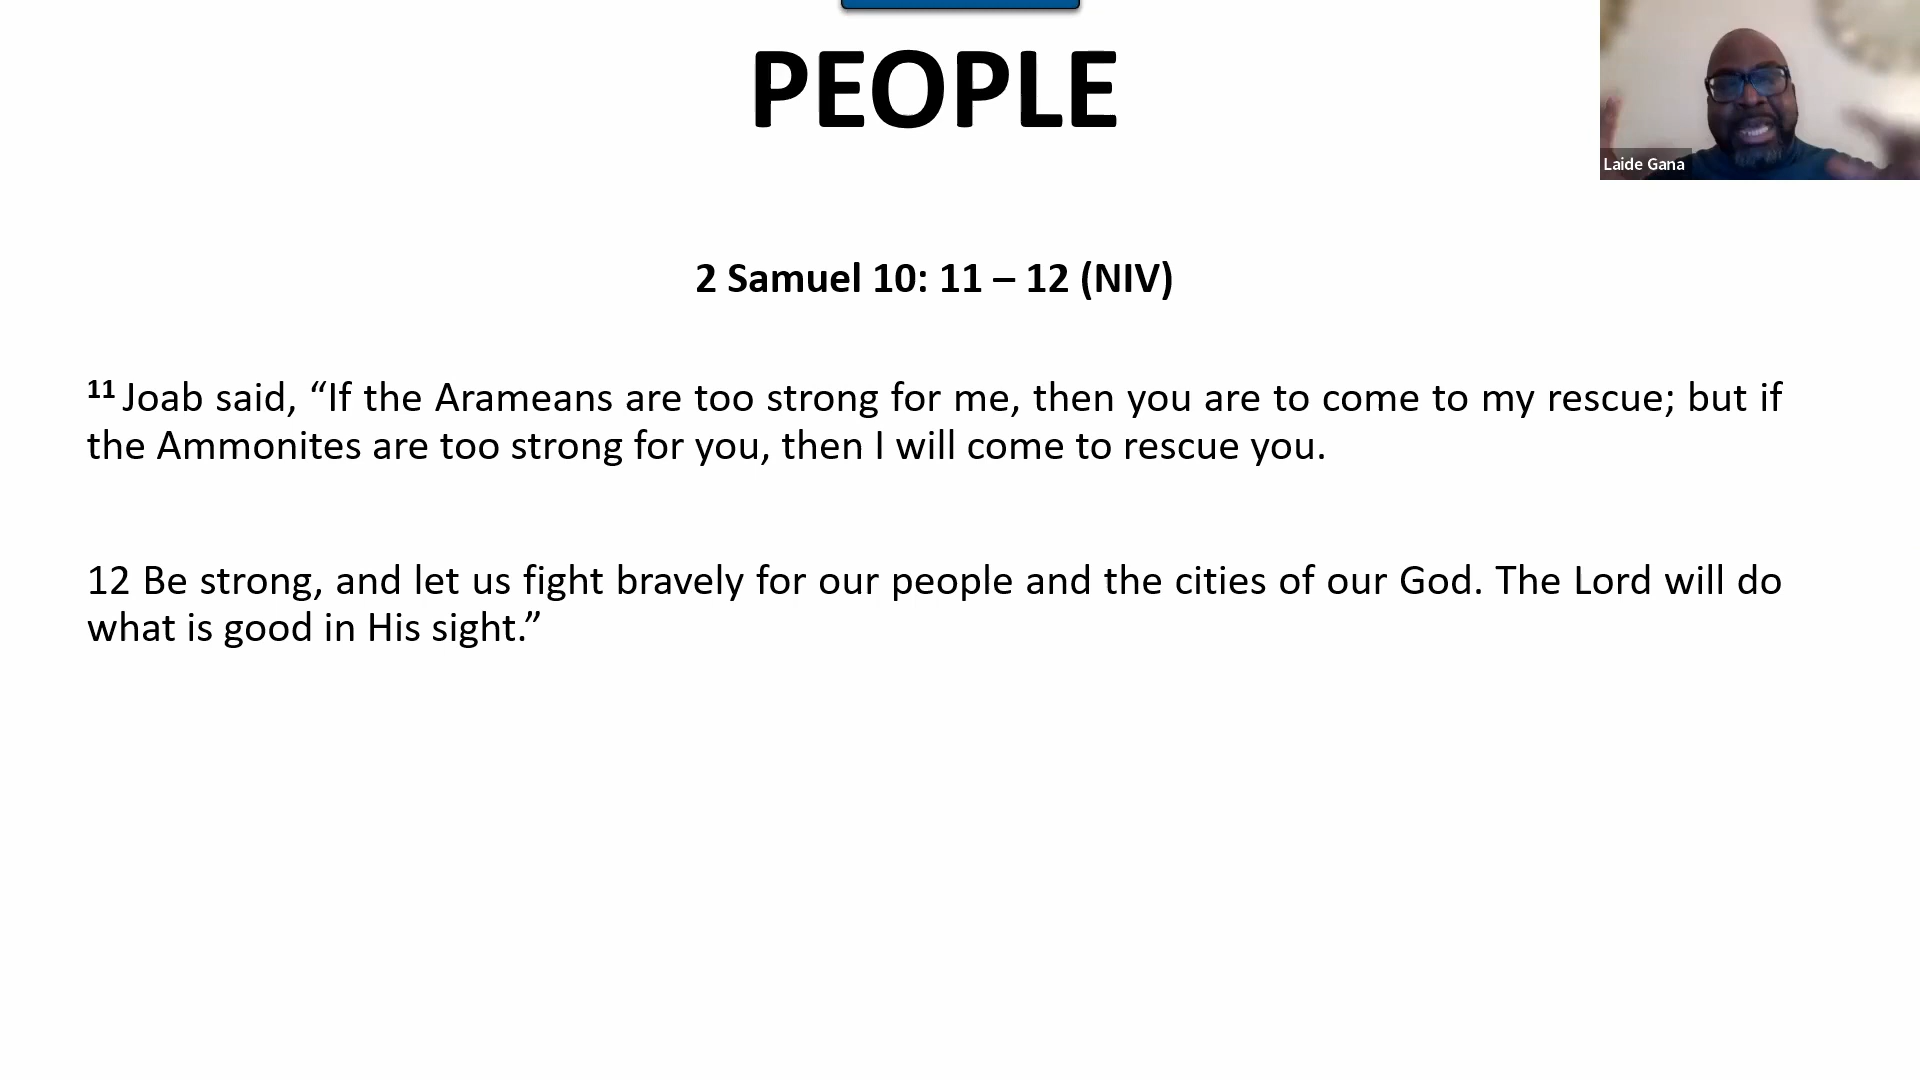 PEOPLE
Laide Gana
2 Samuel 10: 11 – 12 (NIV)
11 Joab said, “If the Arameans are too strong for me, then you are to come to my rescue; but if
the Ammonites are too strong for you, then I will come to rescue you.
12 Be strong, and let us fight bravely for our people and the cities of our God. The Lord will do
what is good in His sight.”